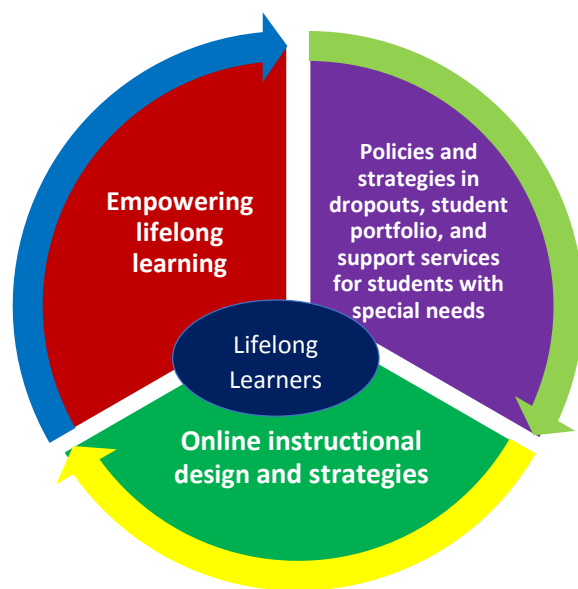 Empowering
lifelong
learning
Policies and
strategies in
dropouts, student
portfolio, and
support services
for students with
special needs
Lifelong
Learners
Online instructional
design and strategies